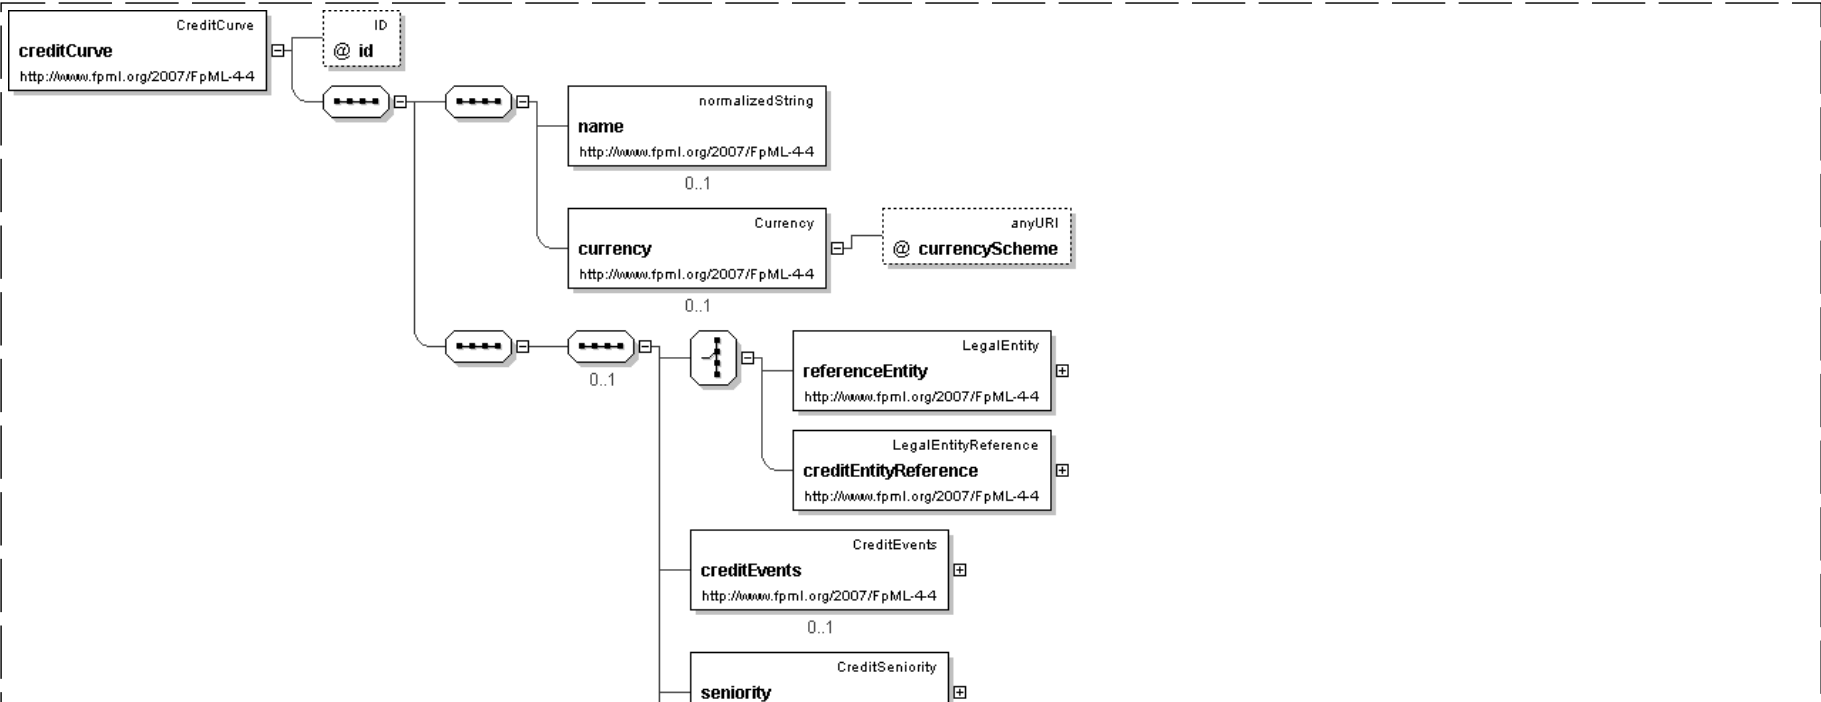 CreditCurve
creditCurve
http://www.fpml.org/2007/FpML-4-4
ID
@ id
normalizedString
name
http://www.fpml.org/2007/FpML-4-4
0..1
Currency
currency
http://www.fpml.org/2007/FpML-4-4
0..1
anyURI
@ currencyScheme
0..1
LegalEntity
referenceEntity
http://www.fpml.org/2007/FpML-4-4
LegalEntityReference
creditEntityReference
http://www.fpml.org/2007/FpML-4-4
CreditEvents
creditEvents
http://www.fpml.org/2007/FpML-4-4
0..1
CreditSeniority
seniority